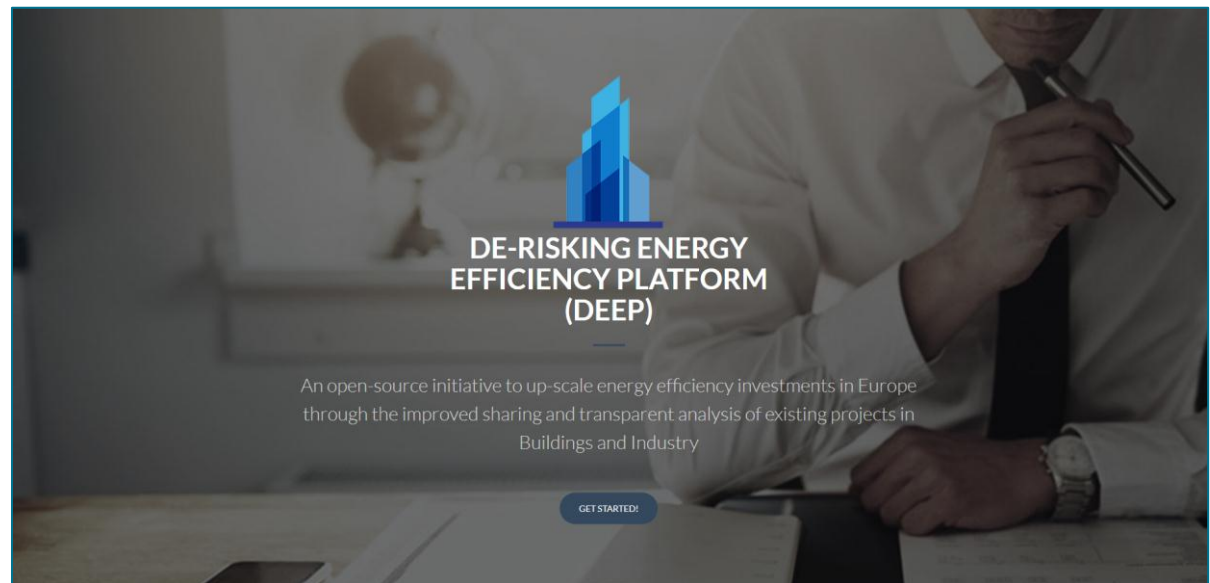 DE-RISKING ENERGY
EFFICIENCY PLATFORM
(DEEP)
An open-source initiative to up-scale energy efficiency investments in Europe
through the improved sharing and transparent analysis of existing projects in
Buildings and Industry
GET STARTED!